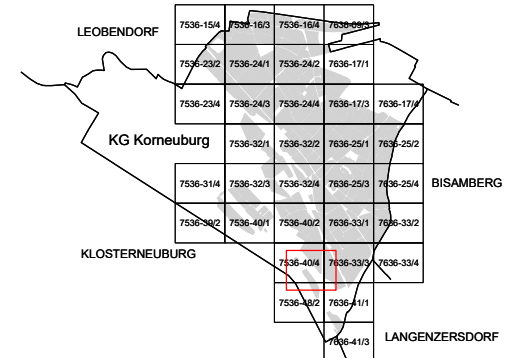 LEOBENDORF
7536-15/4 7536-16/3 7536-16/4 7636-09/3
7536-23/2 7536-24/1 7536-24/2 7636-17/1
7536-23/4 7536-24/3 7536-24/4 7636-17/3 7636-17/4
KG Korneuburg
7536-32/1 7536-32/2 7636-25/1 7636-25/2
7536-31/4 7536-32/3 7536-32/4 7636-25/3 7636-25/4
BISAMBERG
7536-39/2 7536-40/1 7536-40/2 7636-33/1 7636-33/2
KLOSTERNEUBURG
7536-40/4 7636-33/3 7636-33/4
7536-48/2 7636-41/1
LANGENZERSDORF
7636-41/3